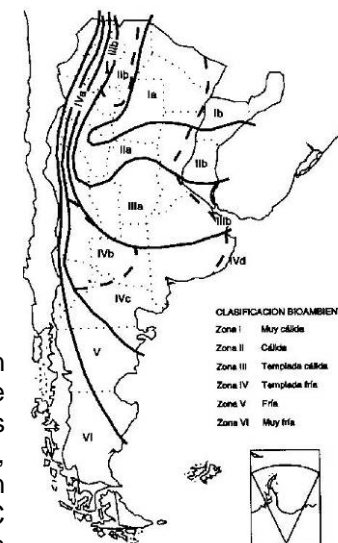 IIIb
IIb
IVa
Ia
Ib
IIa
IIb
IIIa
IIIb
IVb
IVd
IVc
V
VI
CLASIFICACION BIOAMBIEN
Zona I Muy cálida
Zona II Cálida
Zona III Templada cálida
Zona IV Templada fría
Zona V Fría
Zona VI Muy fría